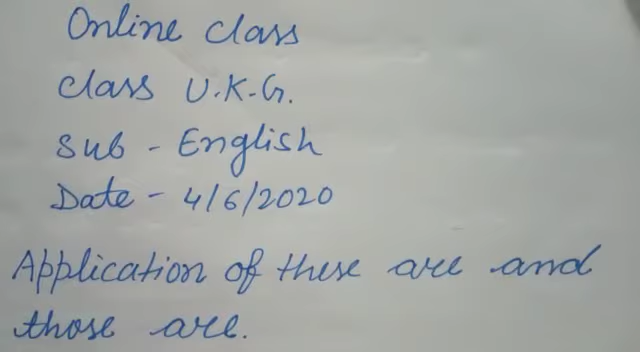 Online class
class U.K.G.
Sub - English
Date - 4/6/2020
Application of these are and
those are.